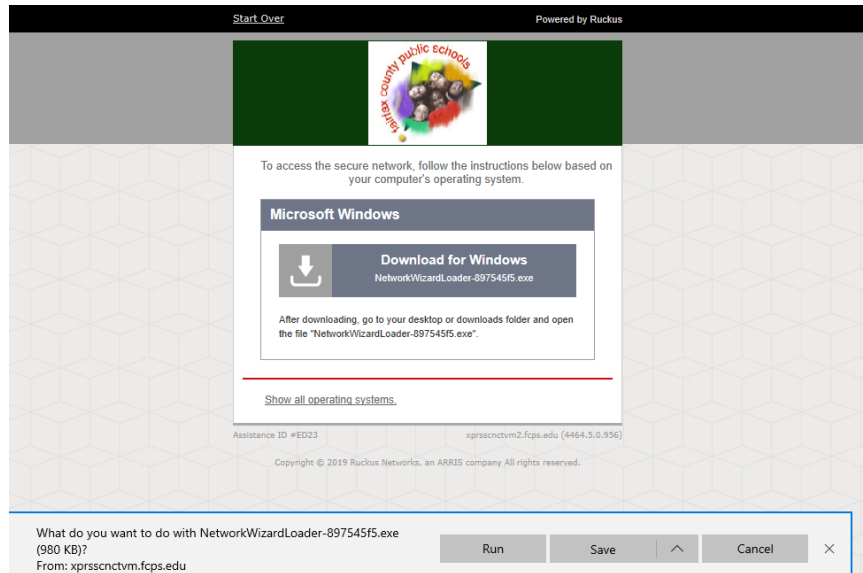 Start Over
Powered by Ruckus
fairfax county public schools
To access the secure network, follow the instructions below based on
your computer's operating system.
Microsoft Windows
Download for Windows
NetworkWizardLoader-897545f5.exe
After downloading, go to your desktop or downloads folder and open
the file "NetworkWizardLoader-897545f5.exe".
Show all operating systems.
Assistance ID #ED23
xprsscnctvm2.fcps.edu (4464.5.0.956)
Copyright © 2019 Ruckus Networks, an ARRIS company All rights reserved.
What do you want to do with NetworkWizardLoader-897545f5.exe
(980 KB)?
From: xprsscnctvm.fcps.edu
Run
Save
Cancel